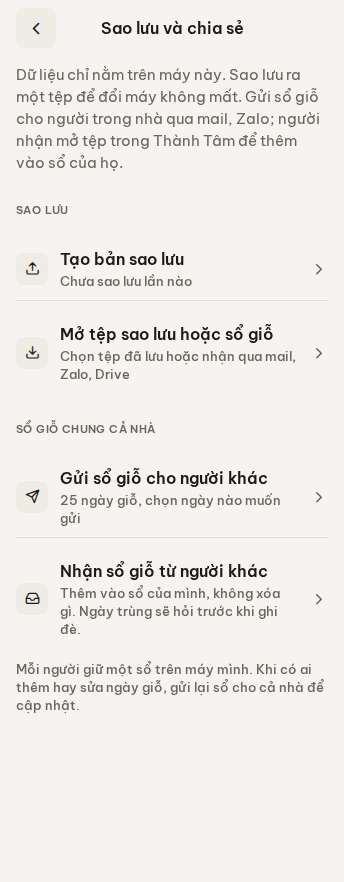 Sao lưu và chia sẻ
Dữ liệu chỉ nằm trên máy này. Sao lưu ra
một tệp để đổi máy không mất. Gửi sổ giỗ
cho người trong nhà qua mail, Zalo; người
nhận mở tệp trong Thành Tâm để thêm
vào sổ của họ.
SAO LƯU
Tạo bản sao lưu
Chưa sao lưu lần nào
Mở tệp sao lưu hoặc sổ giỗ
Chọn tệp đã lưu hoặc nhận qua mail,
Zalo, Drive
SỔ GIỖ CHUNG CẢ NHÀ
Gửi sổ giỗ cho người khác
25 ngày giỗ, chọn ngày nào muốn
gửi
Nhận sổ giỗ từ người khác
Thêm vào sổ của mình, không xóa
gì. Ngày trùng sẽ hỏi trước khi ghi
đè.
Mỗi người giữ một sổ trên máy mình. Khi có ai
thêm hay sửa ngày giỗ, gửi lại sổ cho cả nhà để
cập nhật.